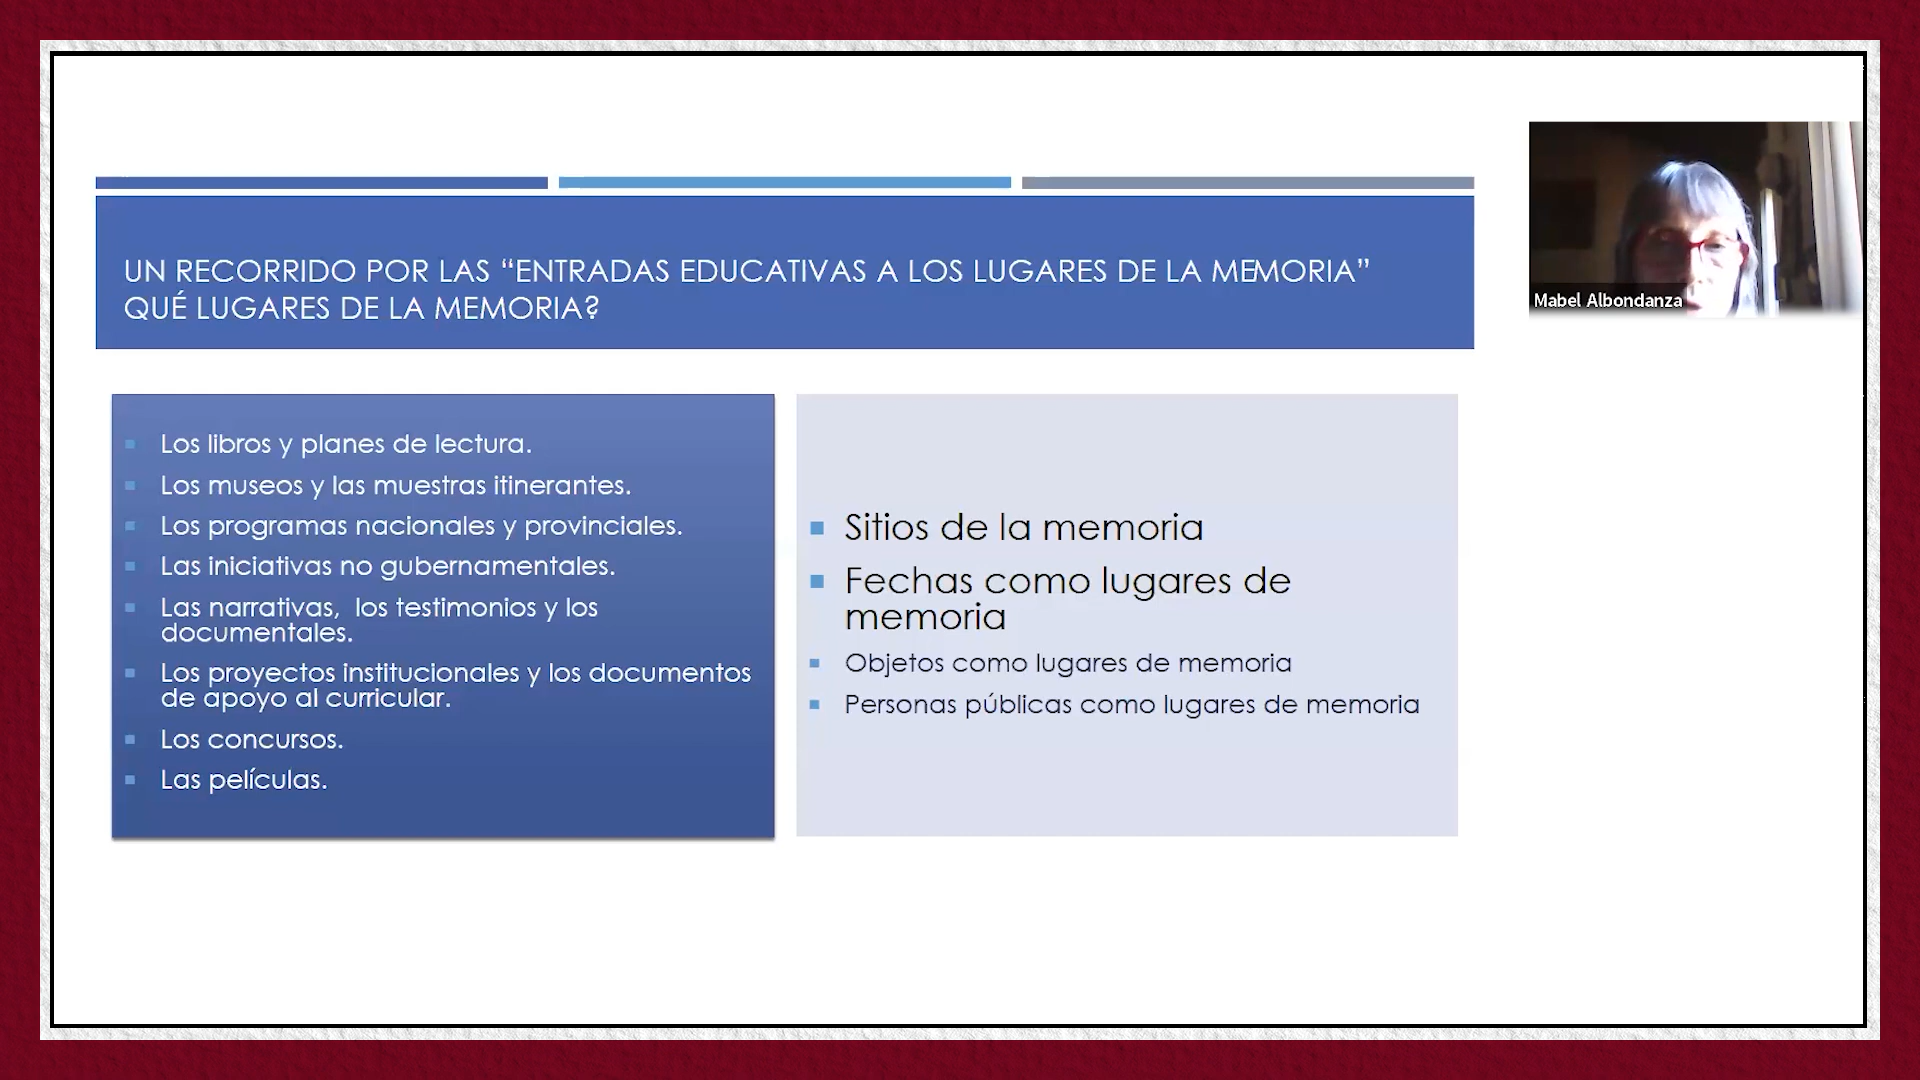 UN RECORRIDO POR LAS “ENTRADAS EDUCATIVAS A LOS LUGARES DE LA MEMORIA”
QUÉ LUGARES DE LA MEMORIA?
Mabel Albondanza
Los libros y planes de lectura.
Los museos y las muestras itinerantes.
Los programas nacionales y provinciales.
Las iniciativas no gubernamentales.
Las narrativas, los testimonios y los
documentales.
Los proyectos institucionales y los documentos
de apoyo al curricular.
Los concursos.
Las películas.
Sitios de la memoria
Fechas como lugares de
memoria
Objetos como lugares de memoria
Personas públicas como lugares de memoria